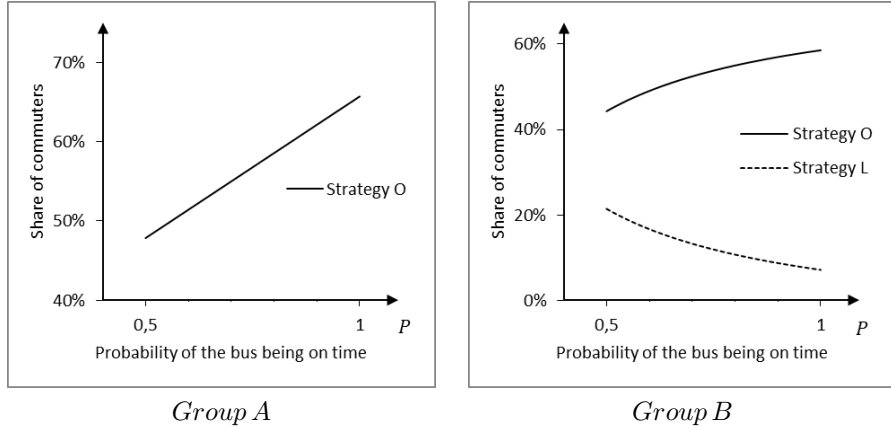 Share of commuters
70%
60%
50%
40%
Strategy O
0,5
1
P
Probability of the bus being on time
Group A
Share of commuters
60%
40%
20%
0%
Strategy O
Strategy L
0,5
1
P
Probability of the bus being on time
Group B